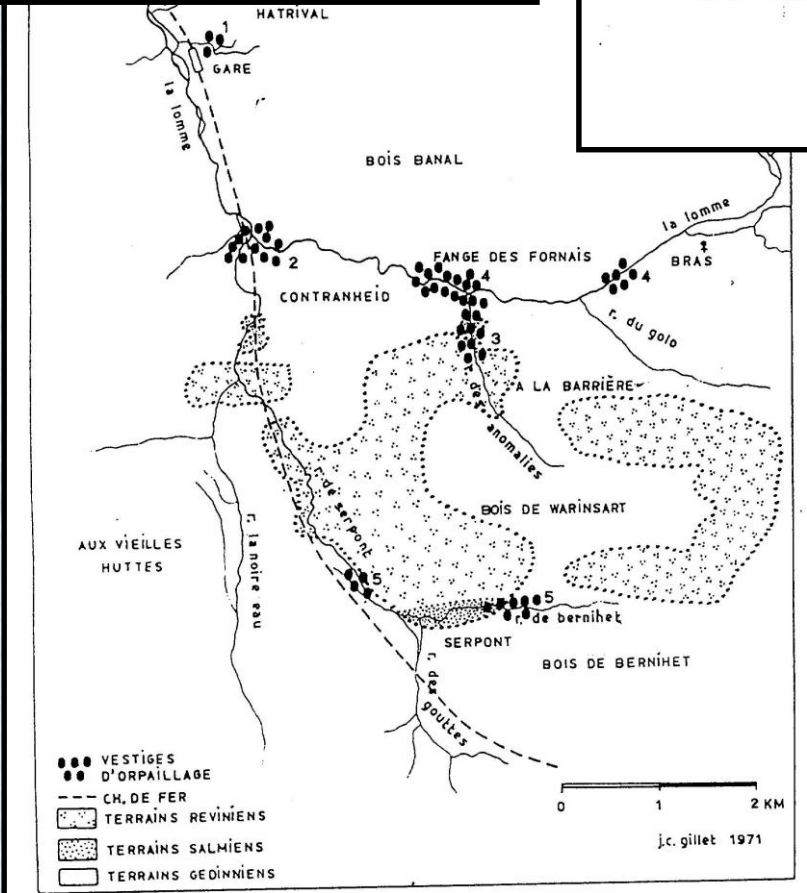 HATRIVAL
1
GARE
la lomme
BOIS BANAL
la lomme
BRAS
FANGE DES FORNAIS
4
4
2
CONTRANHEID
r. du golo
3
A LA BARRIÈRE
r. des anomalies
BOIS DE WARINSART
r. de serpont
AUX VIEILLES
HUTTES
r. la noire eau
5
5
r. de bernihet
SERPONT
BOIS DE BERNIHET
r. des gouttes
VESTIGES
D'ORPAILLAGE
CH. DE FER
TERRAINS REVINIENS
TERRAINS SALMIENS
TERRAINS GEDINNIENS
0 1 2 KM
j.c. gillet 1971